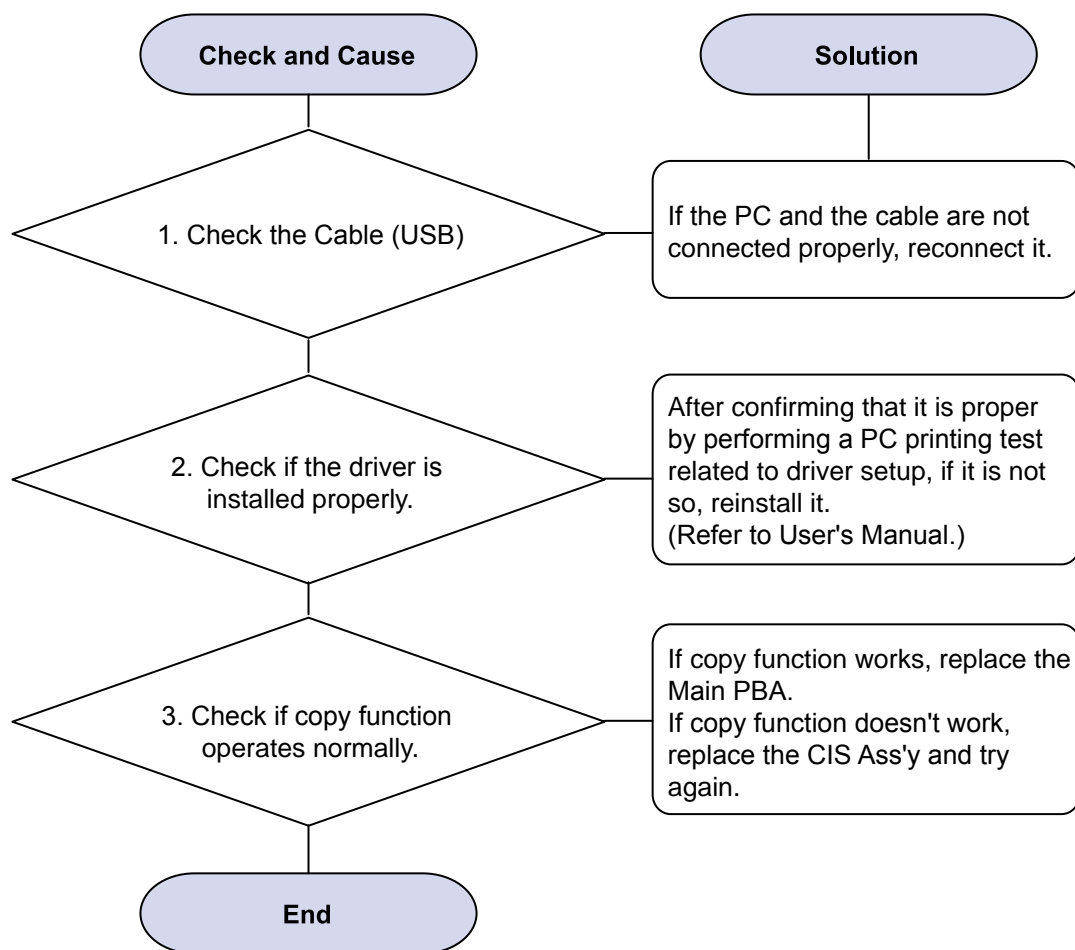 Check and Cause
Solution
1. Check the Cable (USB)
If the PC and the cable are not
connected properly, reconnect it.
2. Check if the driver is
installed properly.
After confirming that it is proper
by performing a PC printing test
related to driver setup, if it is not
so, reinstall it.
(Refer to User's Manual.)
3. Check if copy function
operates normally.
If copy function works, replace the
Main PBA.
If copy function doesn't work,
replace the CIS Ass'y and try
again.
End